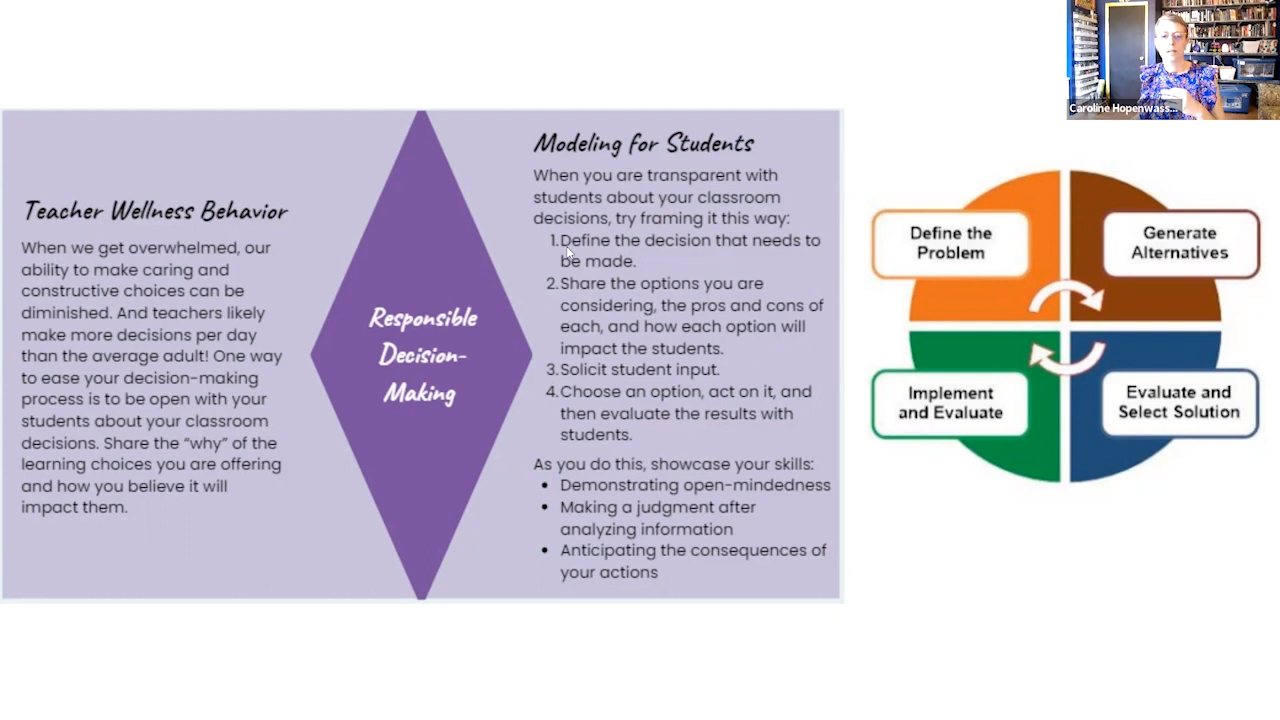 Caroline Hopenwass...
Teacher Wellness Behavior
When we get overwhelmed, our
ability to make caring and
constructive choices can be
diminished. And teachers likely
make more decisions per day
than the average adult! One way
to ease your decision-making
process is to be open with your
students about your classroom
decisions. Share the “why” of the
learning choices you are offering
and how you believe it will
impact them.
Responsible
Decision-
Making
Modeling for Students
When you are transparent with
students about your classroom
decisions, try framing it this way:
1. Define the decision that needs to
be made.
2. Share the options you are
considering, the pros and cons of
each, and how each option will
impact the students.
3. Solicit student input.
4. Choose an option, act on it, and
then evaluate the results with
students.
As you do this, showcase your skills:
• Demonstrating open-mindedness
• Making a judgment after
analyzing information
• Anticipating the consequences of
your actions
Define the
Problem
Generate
Alternatives
Implement
and Evaluate
Evaluate and
Select Solution